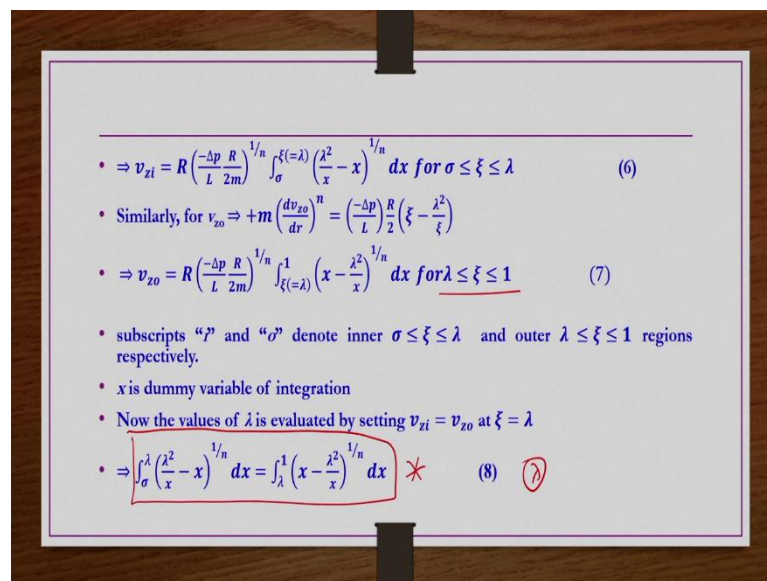 • ⇒ v_zi = R (−Δp/L R/2m)^{1/n} ∫_σ^{ξ(=λ)} (λ²/x − x)^{1/n} dx for σ ≤ ξ ≤ λ (6)
• Similarly, for v_zo ⇒ +m (dv_zo/dr)^n = (−Δp/L) R/2 (ξ − λ²/ξ)
• ⇒ v_zo = R (−Δp/L R/2m)^{1/n} ∫_{ξ(=λ)}^1 (x − λ²/x)^{1/n} dx forλ ≤ ξ ≤ 1 (7)
• subscripts “i” and “o” denote inner σ ≤ ξ ≤ λ and outer λ ≤ ξ ≤ 1 regions
respectively.
• x is dummy variable of integration
• Now the values of λ is evaluated by setting v_zi = v_zo at ξ = λ
• ⇒ ∫_σ^λ (λ²/x − x)^{1/n} dx = ∫_λ^1 (x − λ²/x)^{1/n} dx * (8) λ